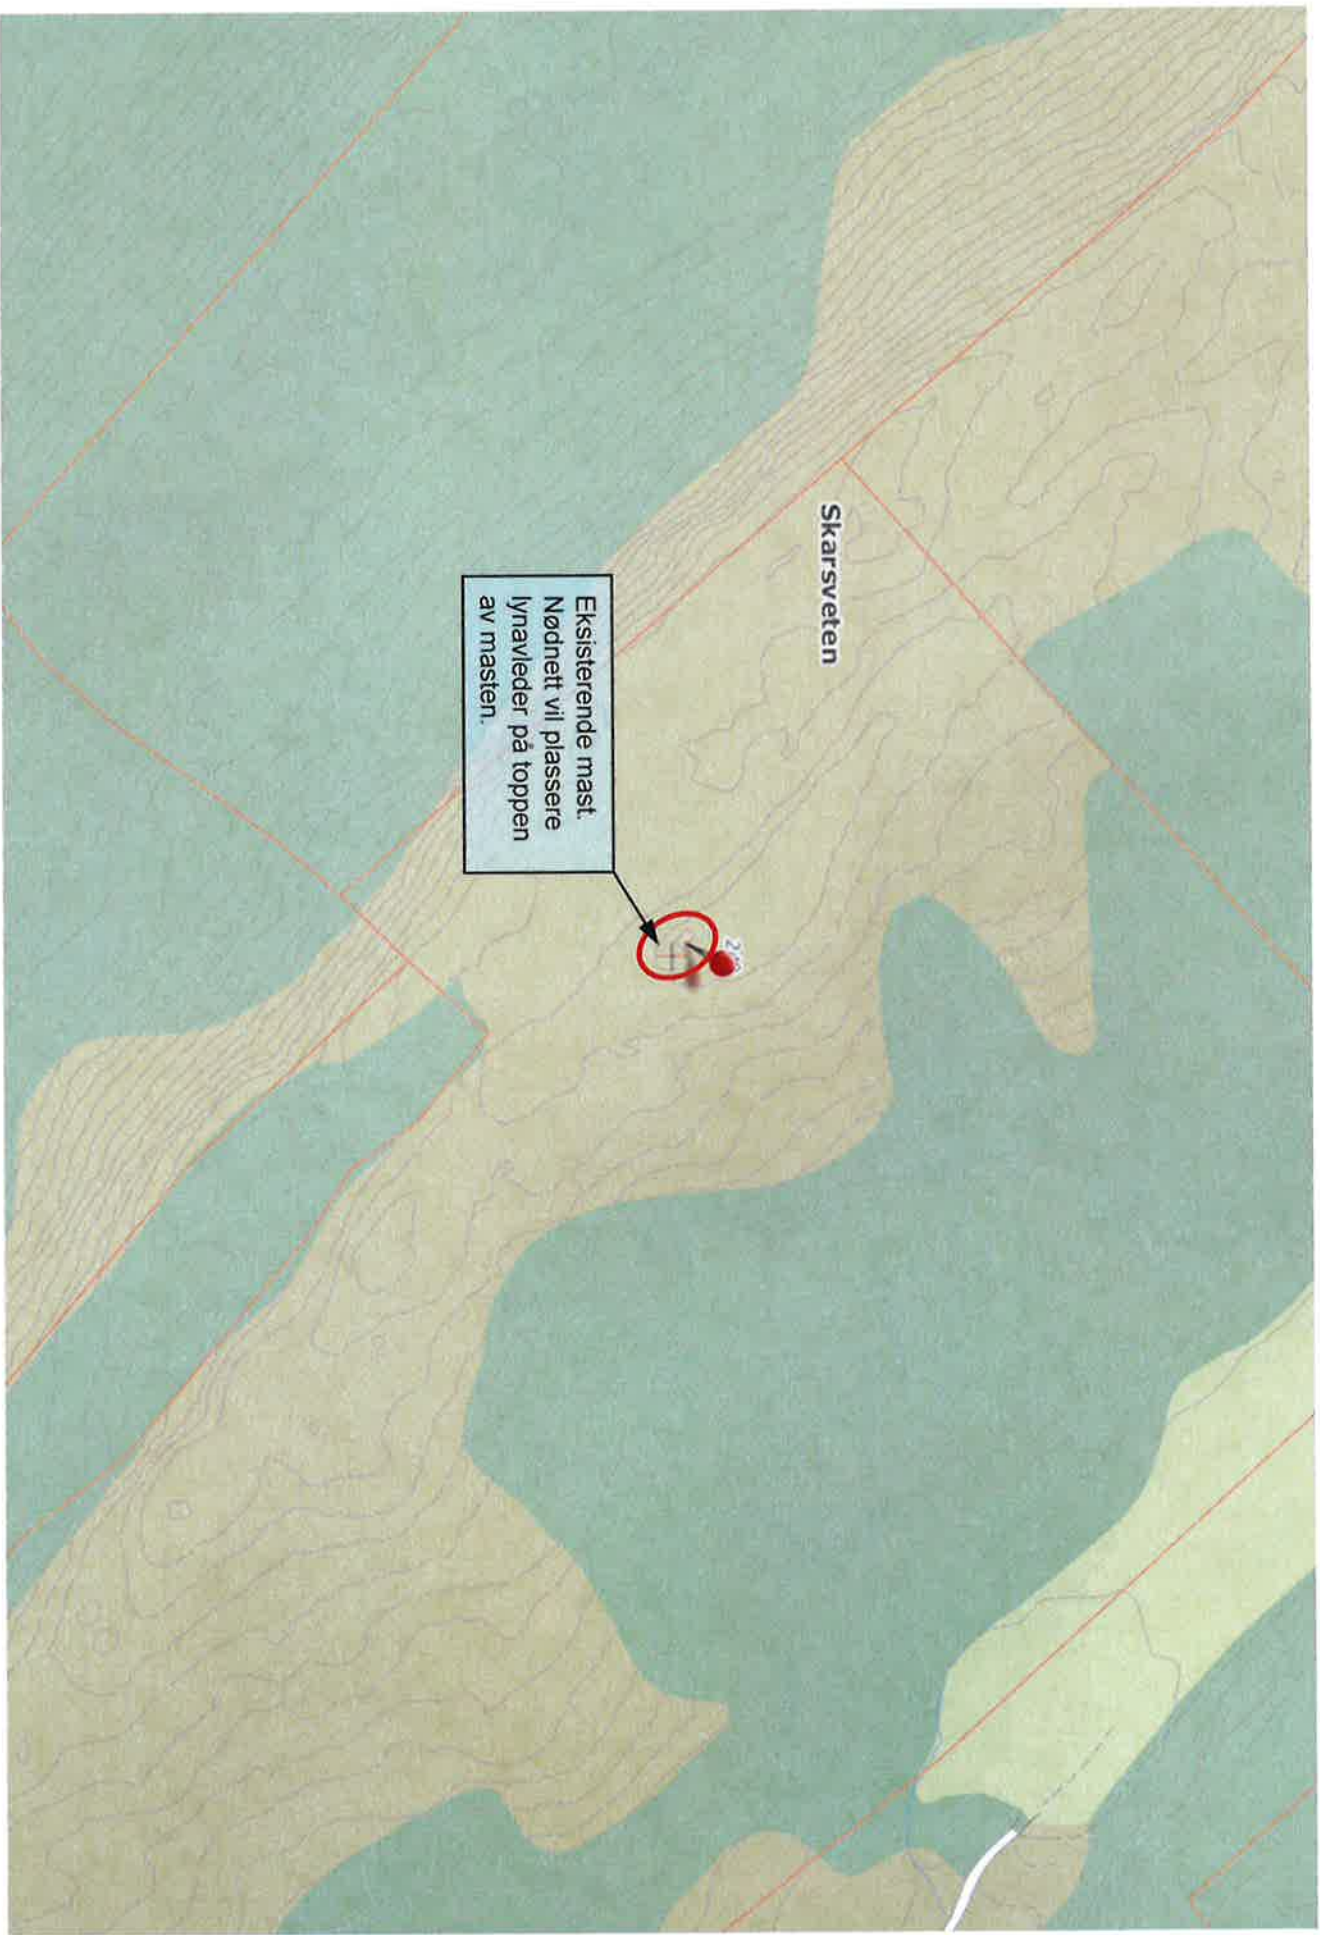 Skarsveten
Eksisterende mast.
Nødnett vil plassere
lynavleder på toppen
av masten.